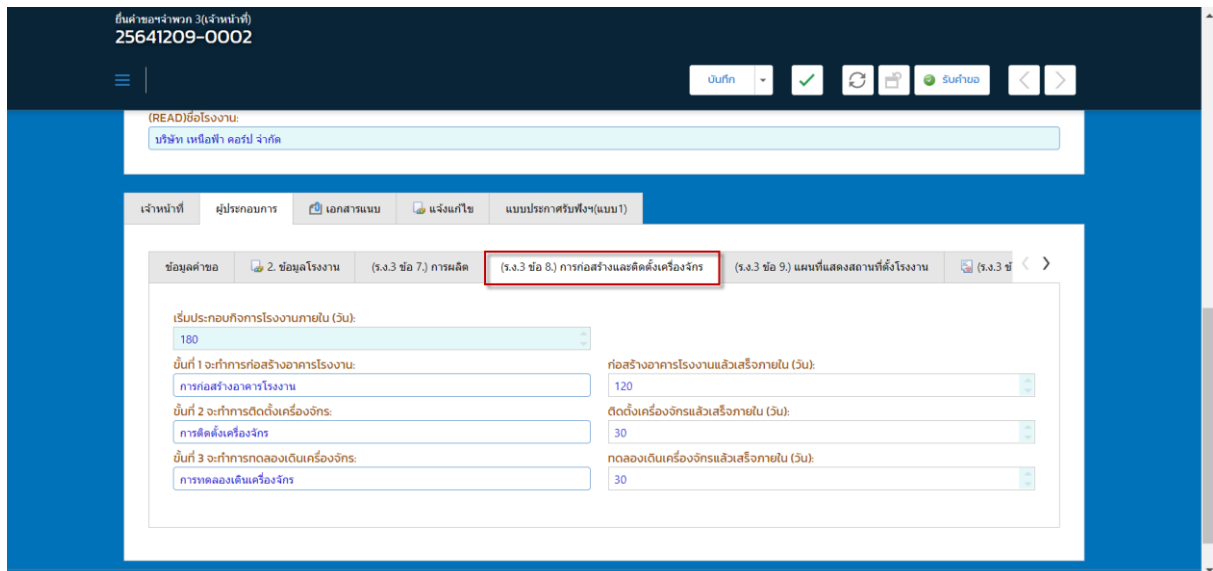 ยื่นคำขอฯจำพวก 3(เจ้าหน้าที่)
25641209-0002
บันทึก
รับคำขอ
(READ)ชื่อโรงงาน:
บริษัท เหนือฟ้า คอร์ป จำกัด
เจ้าหน้าที่ ผู้ประกอบการ เอกสารแนบ แจ้งแก้ไข แบบประกาศรับฟังฯ(แบบ1)
ข้อมูลคำขอ 2. ข้อมูลโรงงาน (ร.ง.3 ข้อ 7.) การผลิต (ร.ง.3 ข้อ 8.) การก่อสร้างและติดตั้งเครื่องจักร (ร.ง.3 ข้อ 9.) แผนที่แสดงสถานที่ตั้งโรงงาน (ร.ง.3 ข้
เริ่มประกอบกิจการโรงงานภายใน (วัน):
180
ขั้นที่ 1 จะทำการก่อสร้างอาคารโรงงาน: ก่อสร้างอาคารโรงงานแล้วเสร็จภายใน (วัน):
การก่อสร้างอาคารโรงงาน 120
ขั้นที่ 2 จะทำการติดตั้งเครื่องจักร: ติดตั้งเครื่องจักรแล้วเสร็จภายใน (วัน):
การติดตั้งเครื่องจักร 30
ขั้นที่ 3 จะทำการทดลองเดินเครื่องจักร: ทดลองเดินเครื่องจักรแล้วเสร็จภายใน (วัน):
การทดลองเดินเครื่องจักร 30